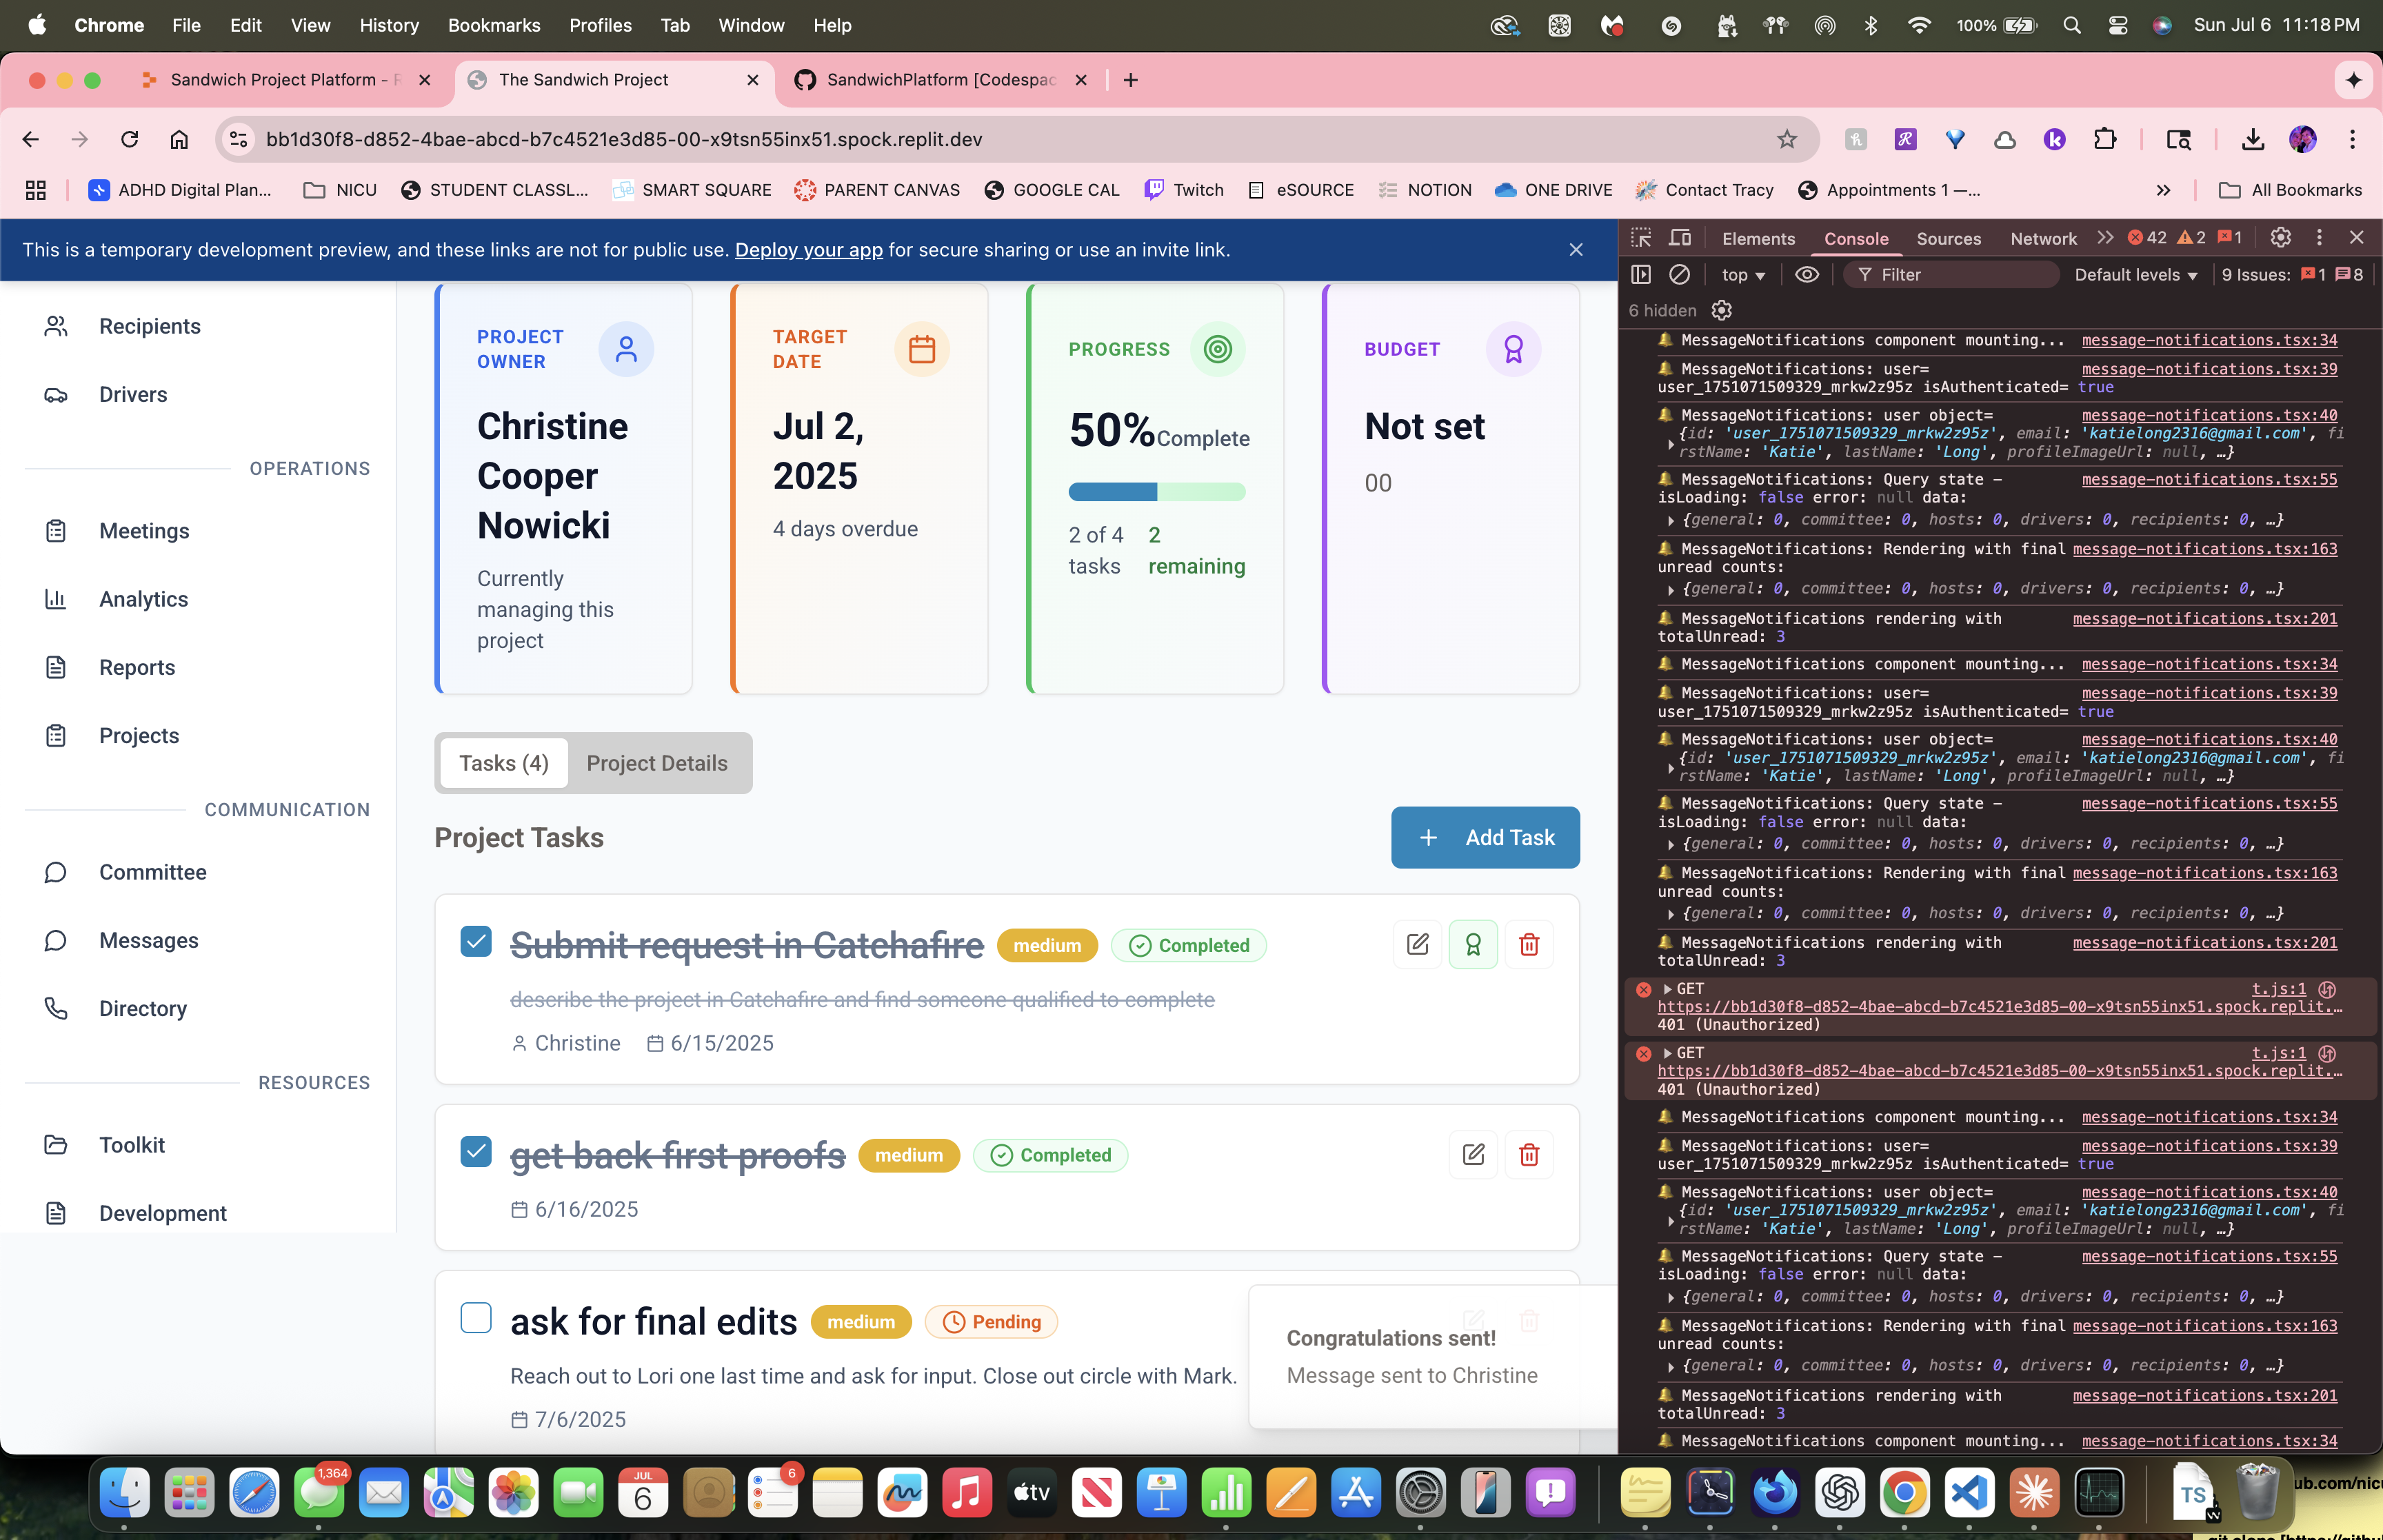 Chrome File Edit View History Bookmarks Profiles Tab Window Help 100% Sun Jul 6 11:18 PM
Sandwich Project Platform - R The Sandwich Project SandwichPlatform [Codespac
bb1d30f8-d852-4bae-abcd-b7c4521e3d85-00-x9tsn55inx51.spock.replit.dev
ADHD Digital Plan... NICU STUDENT CLASSL... SMART SQUARE PARENT CANVAS GOOGLE CAL Twitch eSOURCE NOTION ONE DRIVE Contact Tracy Appointments 1 —... All Bookmarks
This is a temporary development preview, and these links are not for public use. Deploy your app for secure sharing or use an invite link.
Recipients
Drivers
OPERATIONS
Meetings
Analytics
Reports
Projects
COMMUNICATION
Committee
Messages
Directory
RESOURCES
Toolkit
Development
PROJECT
OWNER
Christine
Cooper
Nowicki
Currently
managing this
project
TARGET
DATE
Jul 2,
2025
4 days overdue
PROGRESS
50% Complete
2 of 4
tasks
2
remaining
BUDGET
Not set
00
Tasks (4) Project Details
Project Tasks
+ Add Task
Submit request in Catchafire medium Completed
describe the project in Catchafire and find someone qualified to complete
Christine 6/15/2025
get back first proofs medium Completed
6/16/2025
ask for final edits medium Pending
Reach out to Lori one last time and ask for input. Close out circle with Mark.
7/6/2025
Congratulations sent!
Message sent to Christine
Elements Console Sources Network 42 2 1
top Filter Default levels 9 Issues: 1 8
6 hidden
MessageNotifications component mounting... message-notifications.tsx:34
MessageNotifications: user= message-notifications.tsx:39
user_1751071509329_mrkw2z95z isAuthenticated= true
MessageNotifications: user object= message-notifications.tsx:40
{id: 'user_1751071509329_mrkw2z95z', email: 'katielong2316@gmail.com', fi
rstName: 'Katie', lastName: 'Long', profileImageUrl: null, …}
MessageNotifications: Query state - message-notifications.tsx:55
isLoading: false error: null data:
{general: 0, committee: 0, hosts: 0, drivers: 0, recipients: 0, …}
MessageNotifications: Rendering with final message-notifications.tsx:163
unread counts:
{general: 0, committee: 0, hosts: 0, drivers: 0, recipients: 0, …}
MessageNotifications rendering with message-notifications.tsx:201
totalUnread: 3
MessageNotifications component mounting... message-notifications.tsx:34
MessageNotifications: user= message-notifications.tsx:39
user_1751071509329_mrkw2z95z isAuthenticated= true
MessageNotifications: user object= message-notifications.tsx:40
{id: 'user_1751071509329_mrkw2z95z', email: 'katielong2316@gmail.com', fi
rstName: 'Katie', lastName: 'Long', profileImageUrl: null, …}
MessageNotifications: Query state - message-notifications.tsx:55
isLoading: false error: null data:
{general: 0, committee: 0, hosts: 0, drivers: 0, recipients: 0, …}
MessageNotifications: Rendering with final message-notifications.tsx:163
unread counts:
{general: 0, committee: 0, hosts: 0, drivers: 0, recipients: 0, …}
MessageNotifications rendering with message-notifications.tsx:201
totalUnread: 3
GET t.js:1
https://bb1d30f8-d852-4bae-abcd-b7c4521e3d85-00-x9tsn55inx51.spock.replit.…
401 (Unauthorized)
GET t.js:1
https://bb1d30f8-d852-4bae-abcd-b7c4521e3d85-00-x9tsn55inx51.spock.replit.…
401 (Unauthorized)
MessageNotifications component mounting... message-notifications.tsx:34
MessageNotifications: user= message-notifications.tsx:39
user_1751071509329_mrkw2z95z isAuthenticated= true
MessageNotifications: user object= message-notifications.tsx:40
{id: 'user_1751071509329_mrkw2z95z', email: 'katielong2316@gmail.com', fi
rstName: 'Katie', lastName: 'Long', profileImageUrl: null, …}
MessageNotifications: Query state - message-notifications.tsx:55
isLoading: false error: null data:
{general: 0, committee: 0, hosts: 0, drivers: 0, recipients: 0, …}
MessageNotifications: Rendering with final message-notifications.tsx:163
unread counts:
{general: 0, committee: 0, hosts: 0, drivers: 0, recipients: 0, …}
MessageNotifications rendering with message-notifications.tsx:201
totalUnread: 3
MessageNotifications component mounting... message-notifications.tsx:34
1,364 JUL 6 6 tv TS